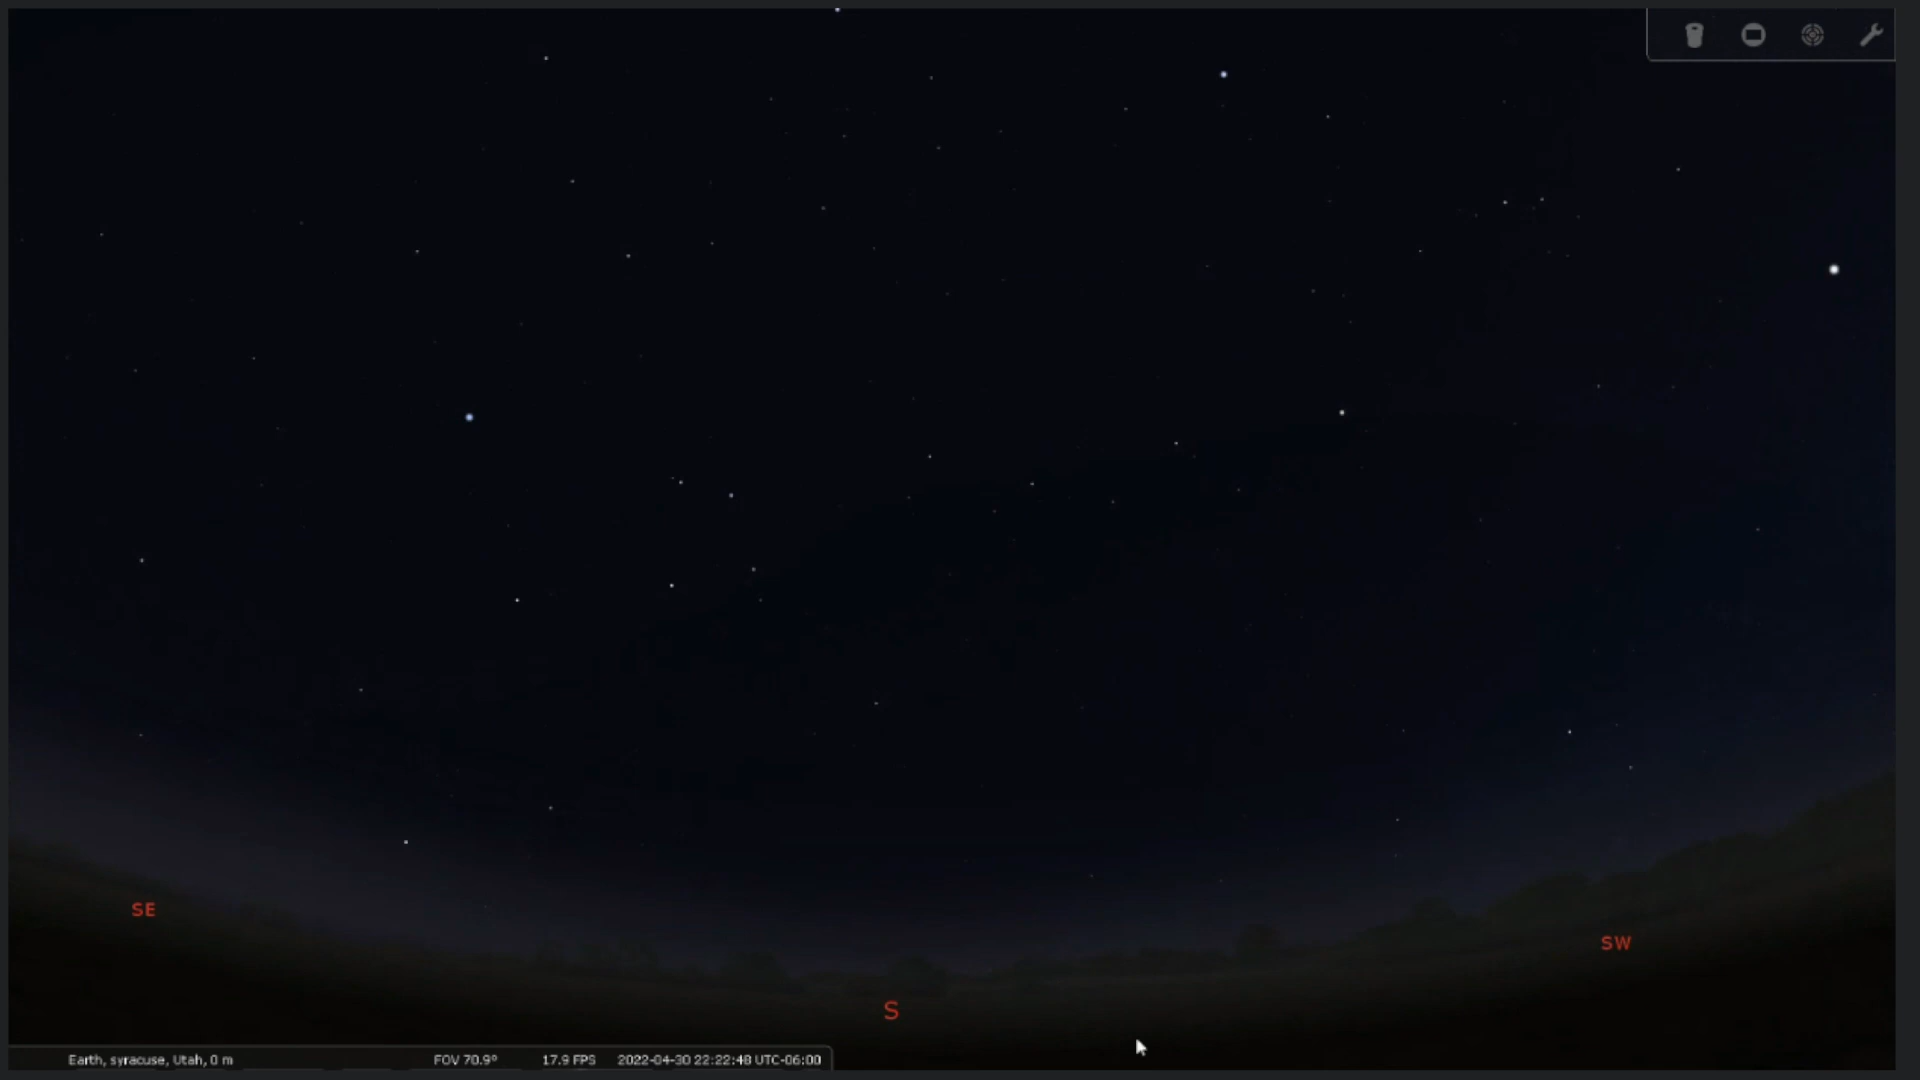 SE
SW
S
Earth, syracuse, Utah, 0 m FOV 70.9° 17.9 FPS 2022-04-30 22:22:48 UTC-06:00